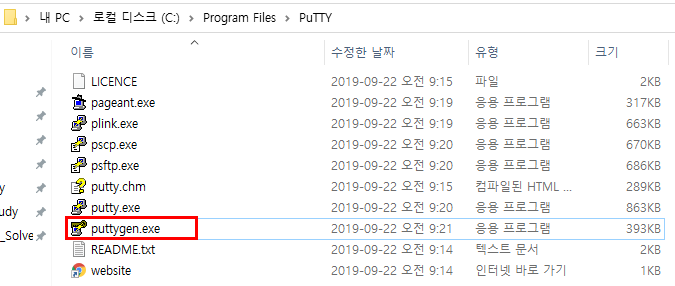 내 PC > 로컬 디스크 (C:) > Program Files > PuTTY
이름 수정한 날짜 유형 크기
LICENCE 2019-09-22 오전 9:15 파일 2KB
pageant.exe 2019-09-22 오전 9:15 응용 프로그램 317KB
plink.exe 2019-09-22 오전 9:15 응용 프로그램 663KB
pscp.exe 2019-09-22 오전 9:20 응용 프로그램 670KB
psftp.exe 2019-09-22 오전 9:20 응용 프로그램 686KB
putty.chm 2019-09-22 오전 9:15 컴파일된 HTML ... 289KB
y putty.exe 2019-09-22 오전 9:20 응용 프로그램 863KB
udy puttygen.exe 2019-09-22 오전 9:21 응용 프로그램 393KB
_Solve README.txt 2019-09-22 오전 9:14 텍스트 문서 2KB
website 2019-09-22 오전 9:14 인터넷 바로 가기 1KB